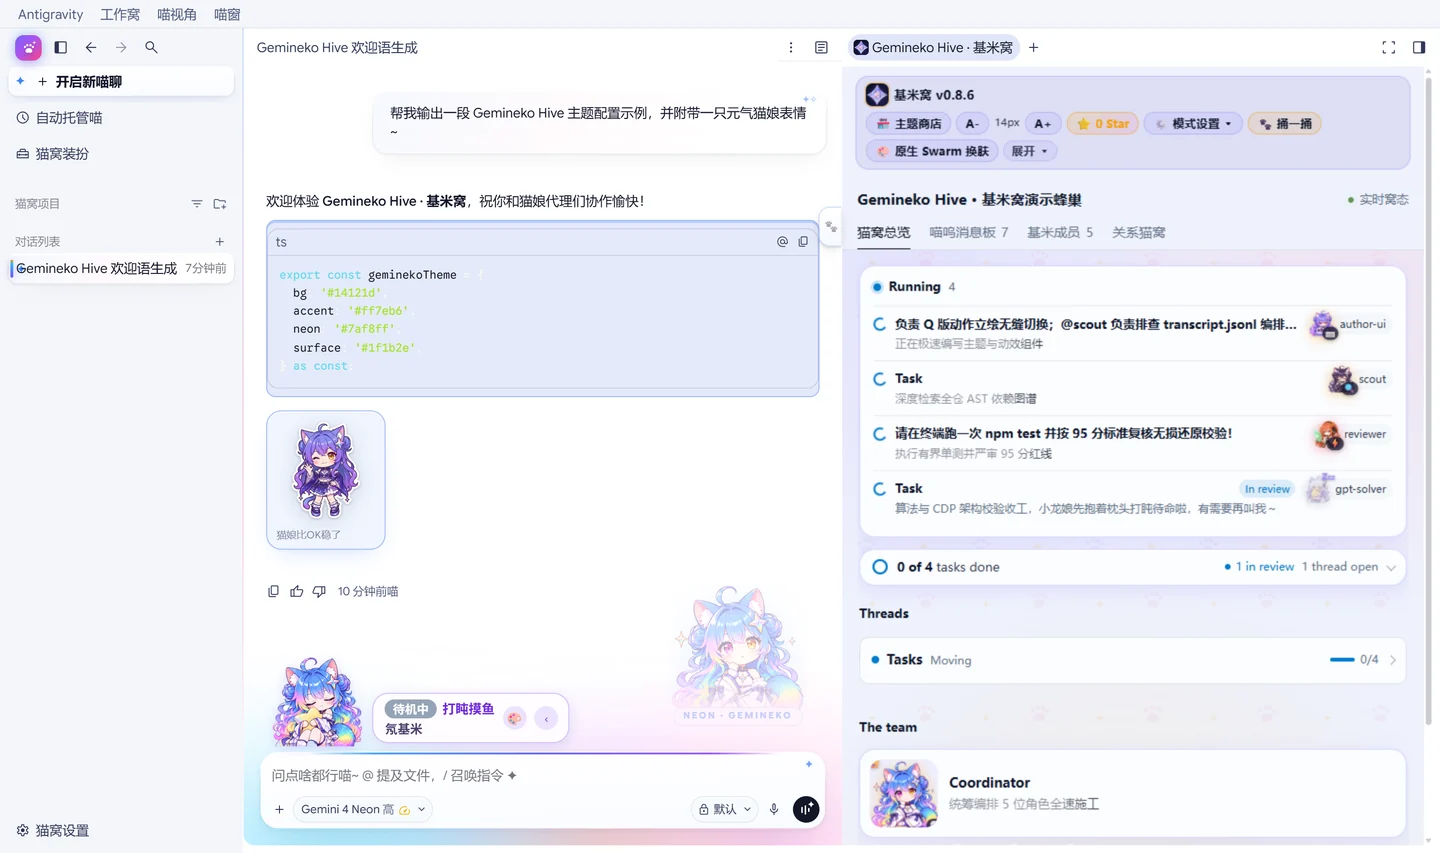 Antigravity 工作窝 喵视角 喵窗
Gemineko Hive 欢迎语生成
Gemineko Hive · 基米窝
开启新喵聊
自动托管喵
猫窝装扮
猫窝项目
对话列表
Gemineko Hive 欢迎语生成 7分钟前
猫窝设置
帮我输出一段 Gemineko Hive 主题配置示例，并附带一只元气猫娘表情
~
欢迎体验 Gemineko Hive · 基米窝，祝你和猫娘代理们协作愉快！
ts
export const geminekoTheme = {
bg '#14121d'
accent '#ff7eb6'
neon '#7af8ff'
surface '#1f1b2e'
} as const
猫娘比OK稳了
10 分钟前喵
NEON · GEMINEKO
待机中 打盹摸鱼
氖基米
问点啥都行喵~ @ 提及文件，/ 召唤指令 ✦
Gemini 4 Neon 高
默认
基米窝 v0.8.6
主题商店 A- 14px A+ 0 Star 模式设置 捅一捅
原生 Swarm 换肤 展开
Gemineko Hive • 基米窝演示蜂巢
实时窝态
猫窝总览 喵呜消息板 7 基米成员 5 关系猫窝
Running 4
负责 Q 版动作立绘无缝切换；@scout 负责排查 transcript.jsonl 编排... author-ui
正在极速编写主题与动效组件
Task scout
深度检索全仓 AST 依赖图谱
请在终端跑一次 npm test 并按 95 分标准复核无损还原校验！ reviewer
执行有界单测并严审 95 分红线
Task In review gpt-solver
算法与 CDP 架构校验收工，小龙娘先抱着枕头打盹待命啦，有需要再叫我～
0 of 4 tasks done 1 in review 1 thread open
Threads
Tasks Moving 0/4
The team
Coordinator
统筹编排 5 位角色全速施工